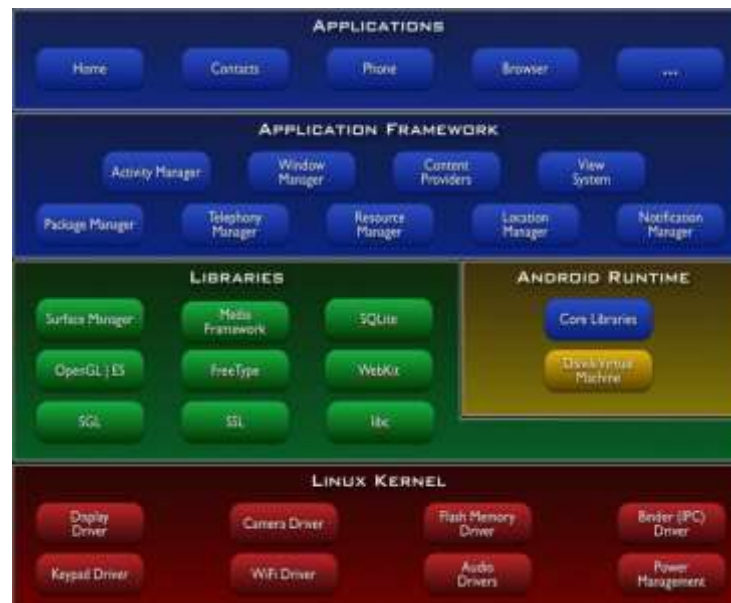 APPLICATIONS
Home Contacts Phone Browser ...
APPLICATION FRAMEWORK
Activity Manager Window Manager Content Providers View System
Package Manager Telephony Manager Resource Manager Location Manager Notification Manager
LIBRARIES
Surface Manager Media Framework SQLite
OpenGL | ES FreeType WebKit
SGL SSL libc
ANDROID RUNTIME
Core Libraries
Dalvik Virtual Machine
LINUX KERNEL
Display Driver Camera Driver Flash Memory Driver Binder (IPC) Driver
Keypad Driver WiFi Driver Audio Drivers Power Management